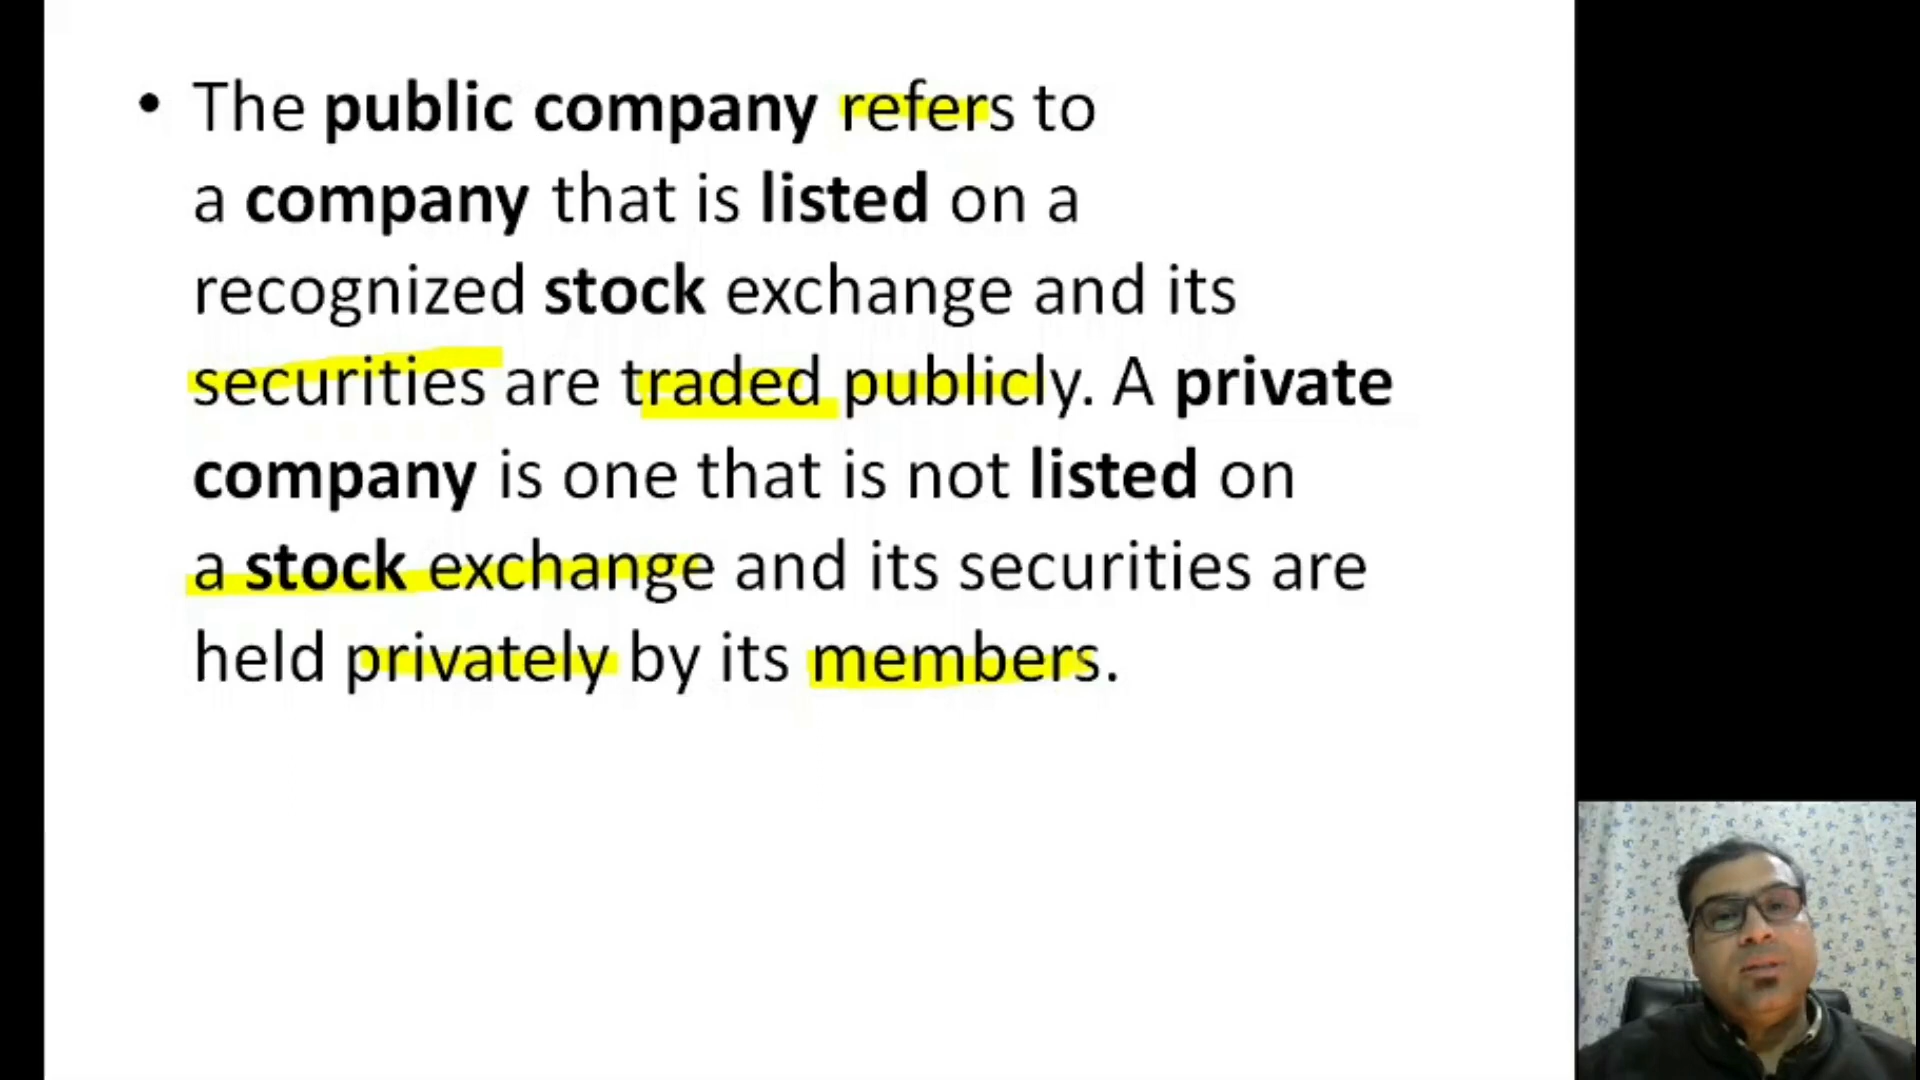 • The public company refers to
a company that is listed on a
recognized stock exchange and its
securities are traded publicly. A private
company is one that is not listed on
a stock exchange and its securities are
held privately by its members.